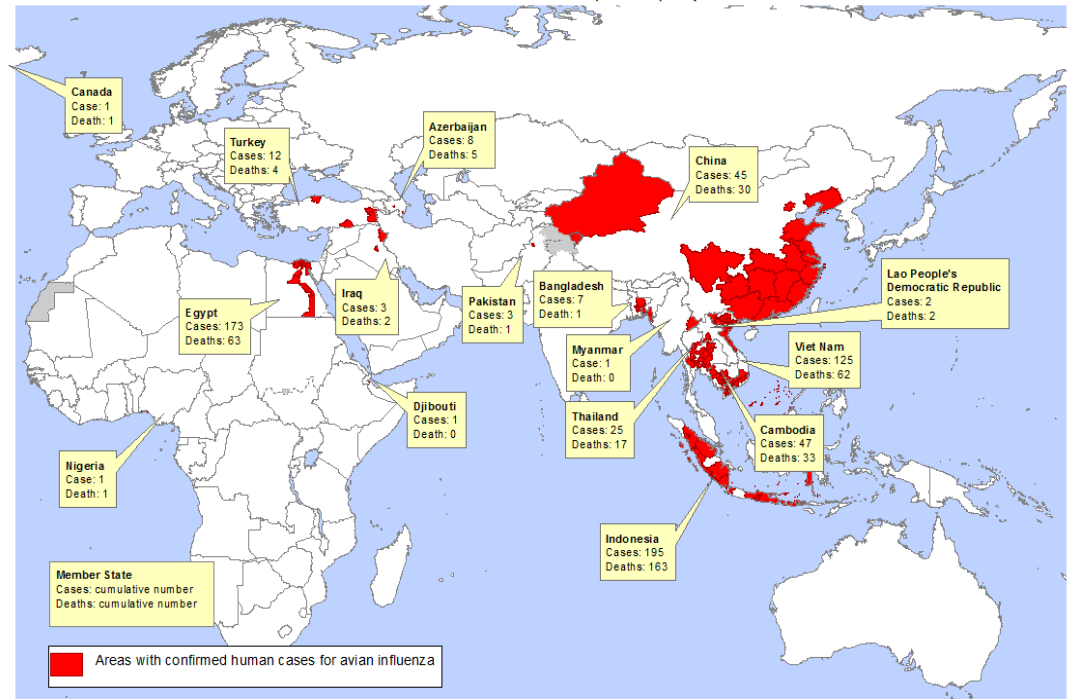 Canada
Case: 1
Death: 1
Azerbaijan
Cases: 8
Deaths: 5
Turkey
Cases: 12
Deaths: 4
China
Cases: 45
Deaths: 30
Lao People's
Democratic Republic
Cases: 2
Deaths: 2
Bangladesh
Cases: 7
Death: 1
Iraq
Cases: 3
Deaths: 2
Pakistan
Cases: 3
Death: 1
Egypt
Cases: 173
Deaths: 63
Myanmar
Case: 1
Death: 0
Viet Nam
Cases: 125
Deaths: 62
Djibouti
Cases: 1
Death: 0
Thailand
Cases: 25
Deaths: 17
Cambodia
Cases: 47
Deaths: 33
Nigeria
Case: 1
Death: 1
Indonesia
Cases: 195
Deaths: 163
Member State
Cases: cumulative number
Deaths: cumulative number
Areas with confirmed human cases for avian influenza